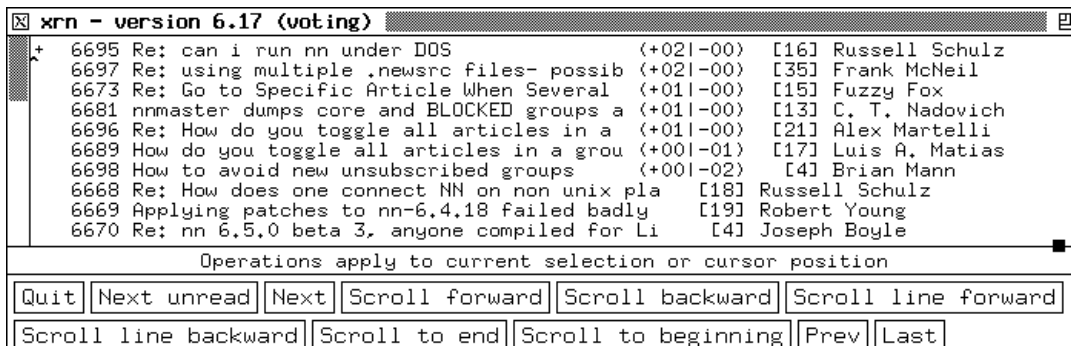 xrn - version 6.17 (voting)
+ 6695 Re: can i run nn under DOS (+02|-00) [16] Russell Schulz
6697 Re: using multiple .newsrc files- possib (+02|-00) [35] Frank McNeil
6673 Re: Go to Specific Article When Several (+01|-00) [15] Fuzzy Fox
6681 nnmaster dumps core and BLOCKED groups a (+01|-00) [13] C. T. Nadovich
6696 Re: How do you toggle all articles in a (+01|-00) [21] Alex Martelli
6689 How do you toggle all articles in a grou (+00|-01) [17] Luis A. Matias
6698 How to avoid new unsubscribed groups (+00|-02) [4] Brian Mann
6668 Re: How does one connect NN on non unix pla [18] Russell Schulz
6669 Applying patches to nn-6.4.18 failed badly [19] Robert Young
6670 Re: nn 6.5.0 beta 3, anyone compiled for Li [4] Joseph Boyle
Operations apply to current selection or cursor position
Quit Next unread Next Scroll forward Scroll backward Scroll line forward
Scroll line backward Scroll to end Scroll to beginning Prev Last